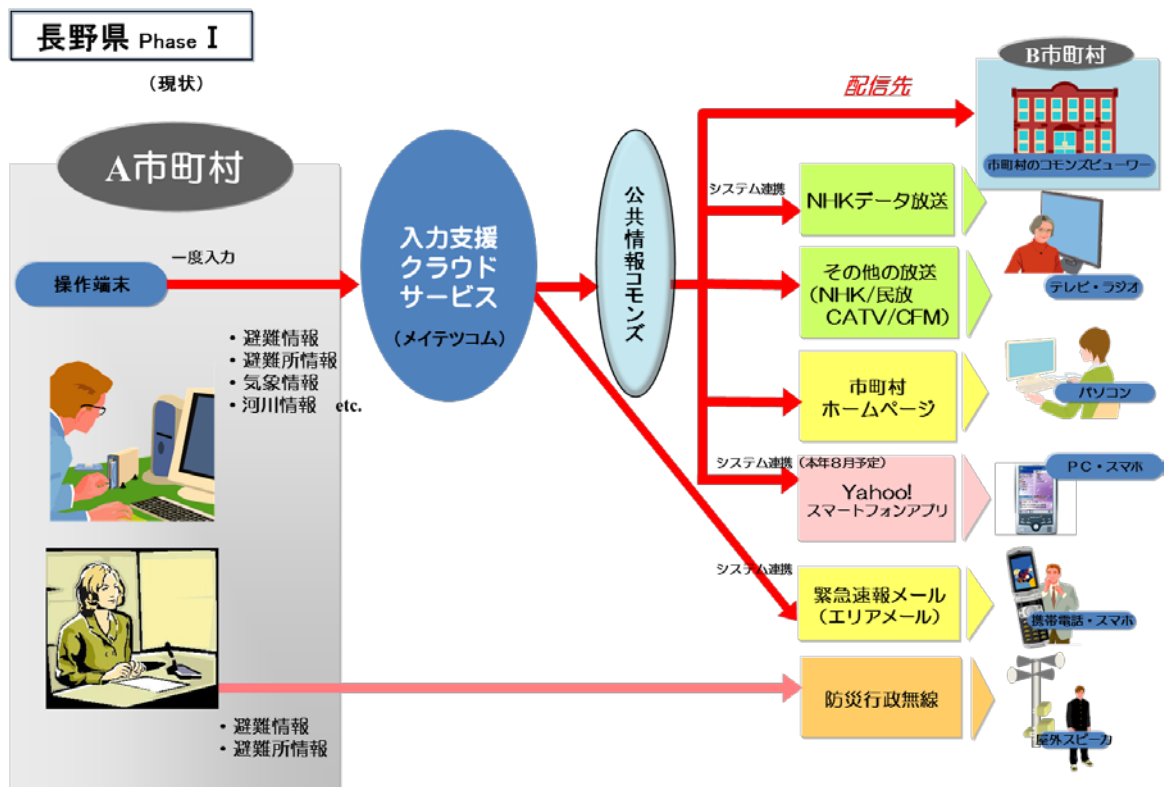 長野県 Phase Ⅰ
(現状)
A市町村
一度入力
操作端末
・避難情報
・避難所情報
・気象情報
・河川情報 etc.
・避難情報
・避難所情報
入力支援
クラウド
サービス
(メイテツコム)
公共情報コモンズ
配信先
B市町村
市町村のコモンズビューワー
システム連携
NHKデータ放送
その他の放送
(NHK/民放
CATV/CFM)
テレビ・ラジオ
市町村
ホームページ
パソコン
システム連携(本年8月予定)
Yahoo!
スマートフォンアプリ
PC・スマホ
システム連携
緊急速報メール
(エリアメール)
携帯電話・スマホ
防災行政無線
屋外スピーカ